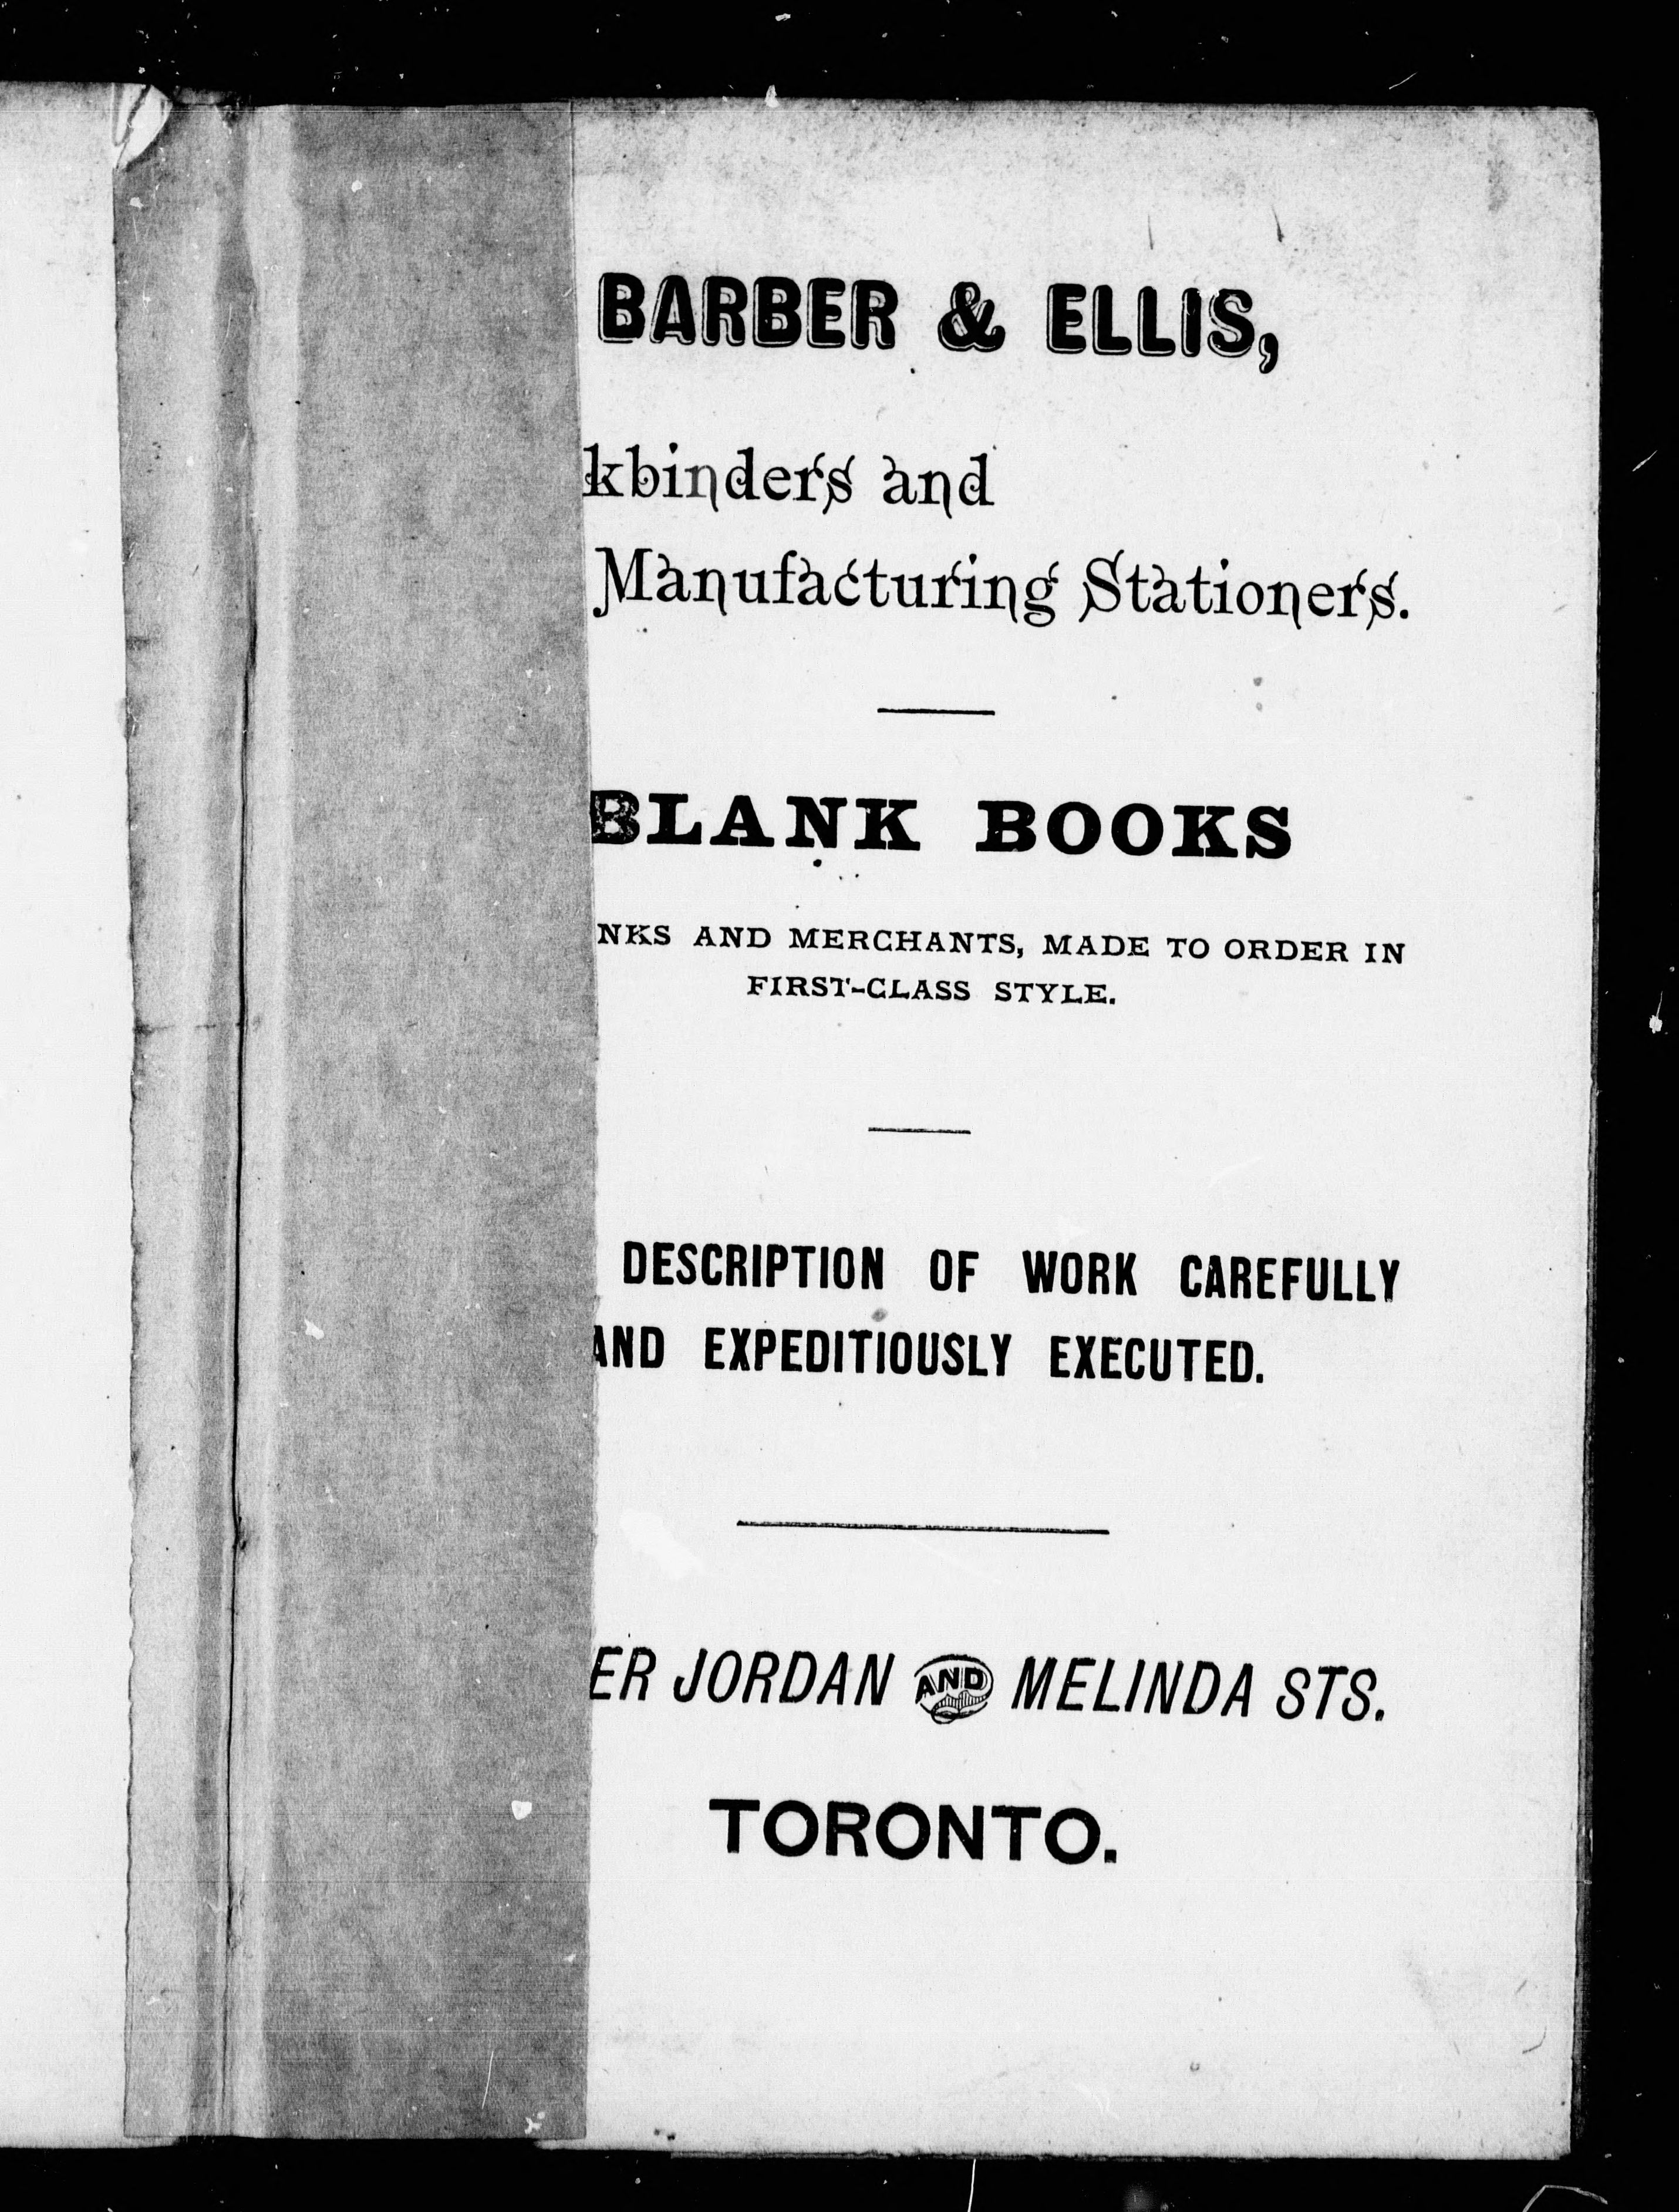 BARBER & ELLIS,
kbinders and
Manufacturing Stationers.
BLANK BOOKS
NKS AND MERCHANTS, MADE TO ORDER IN
FIRST-CLASS STYLE.
DESCRIPTION OF WORK CAREFULLY
AND EXPEDITIOUSLY EXECUTED.
ER JORDAN AND MELINDA STS.
TORONTO.